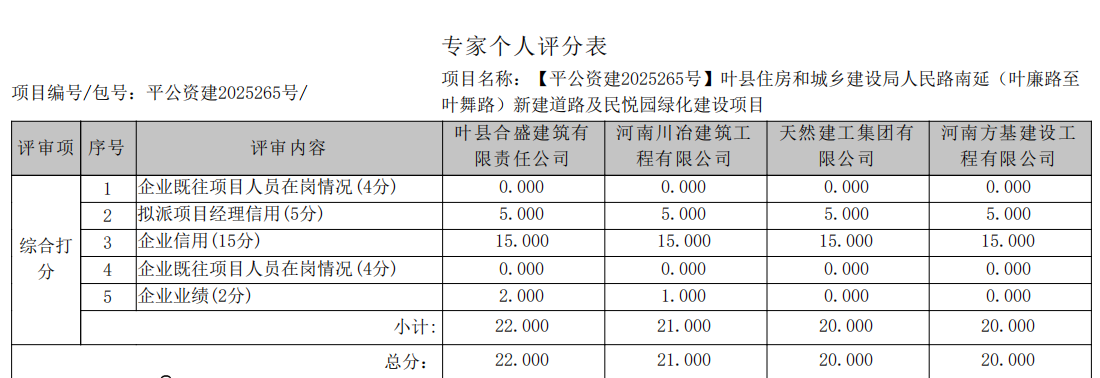 专家个人评分表
项目编号/包号：平公资建2025265号/
项目名称：【平公资建2025265号】叶县住房和城乡建设局人民路南延（叶廉路至
叶舞路）新建道路及民悦园绿化建设项目
评审项 序号 评审内容 叶县合盛建筑有限责任公司 河南川冶建筑工程有限公司 天然建工集团有限公司 河南方基建设工程有限公司
综合打分
1 企业既往项目人员在岗情况(4分) 0.000 0.000 0.000 0.000
2 拟派项目经理信用(5分) 5.000 5.000 5.000 5.000
3 企业信用(15分) 15.000 15.000 15.000 15.000
4 企业既往项目人员在岗情况(4分) 0.000 0.000 0.000 0.000
5 企业业绩(2分) 2.000 1.000 0.000 0.000
小计: 22.000 21.000 20.000 20.000
总分： 22.000 21.000 20.000 20.000